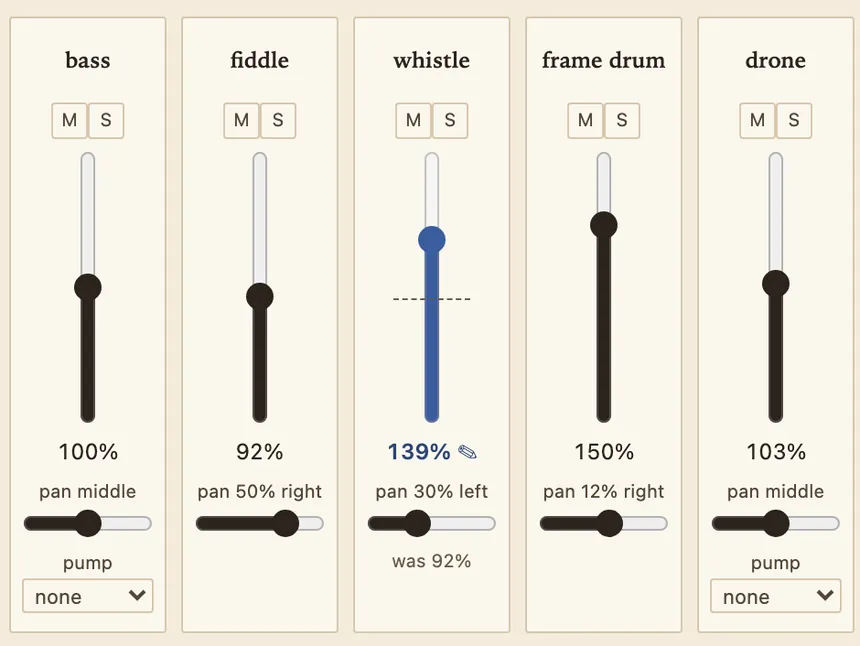 bass
M S
100%
pan middle
pump
none
fiddle
M S
92%
pan 50% right
whistle
M S
139% ✎
pan 30% left
was 92%
frame drum
M S
150%
pan 12% right
drone
M S
103%
pan middle
pump
none